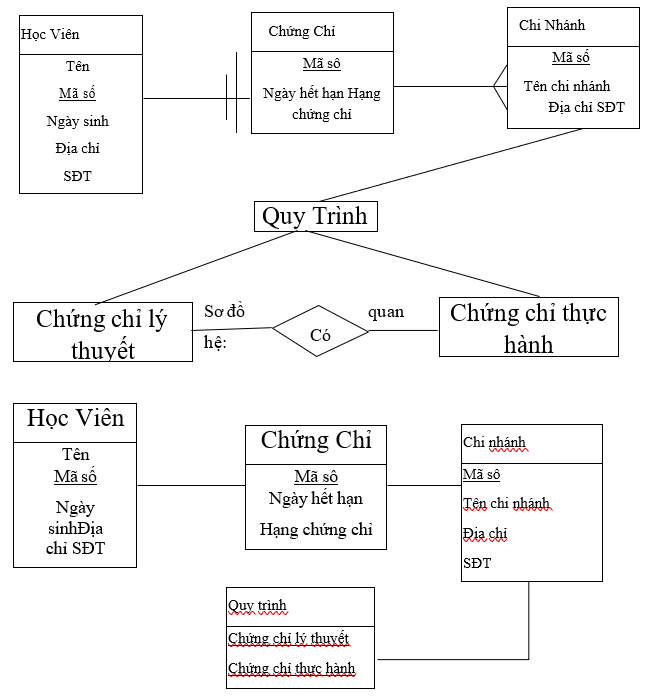 Học Viên
Tên
Mã số
Ngày sinh
Địa chỉ
SĐT
Chứng Chỉ
Mã sô
Ngày hết hạn Hạng
chứng chỉ
Chi Nhánh
Mã số
Tên chi nhánh
Địa chỉ SĐT
Quy Trình
Chứng chỉ lý
thuyết
Sơ đồ
hệ:
Có
quan
Chứng chỉ thực
hành
Học Viên
Tên
Mã số
Ngày
sinhĐịa
chỉ SĐT
Chứng Chỉ
Mã sô
Ngày hết hạn
Hạng chứng chỉ
Chi nhánh
Mã sô
Tên chi nhánh
Địa chỉ
SĐT
Quy trình
Chứng chỉ lý thuyết
Chứng chỉ thực hành